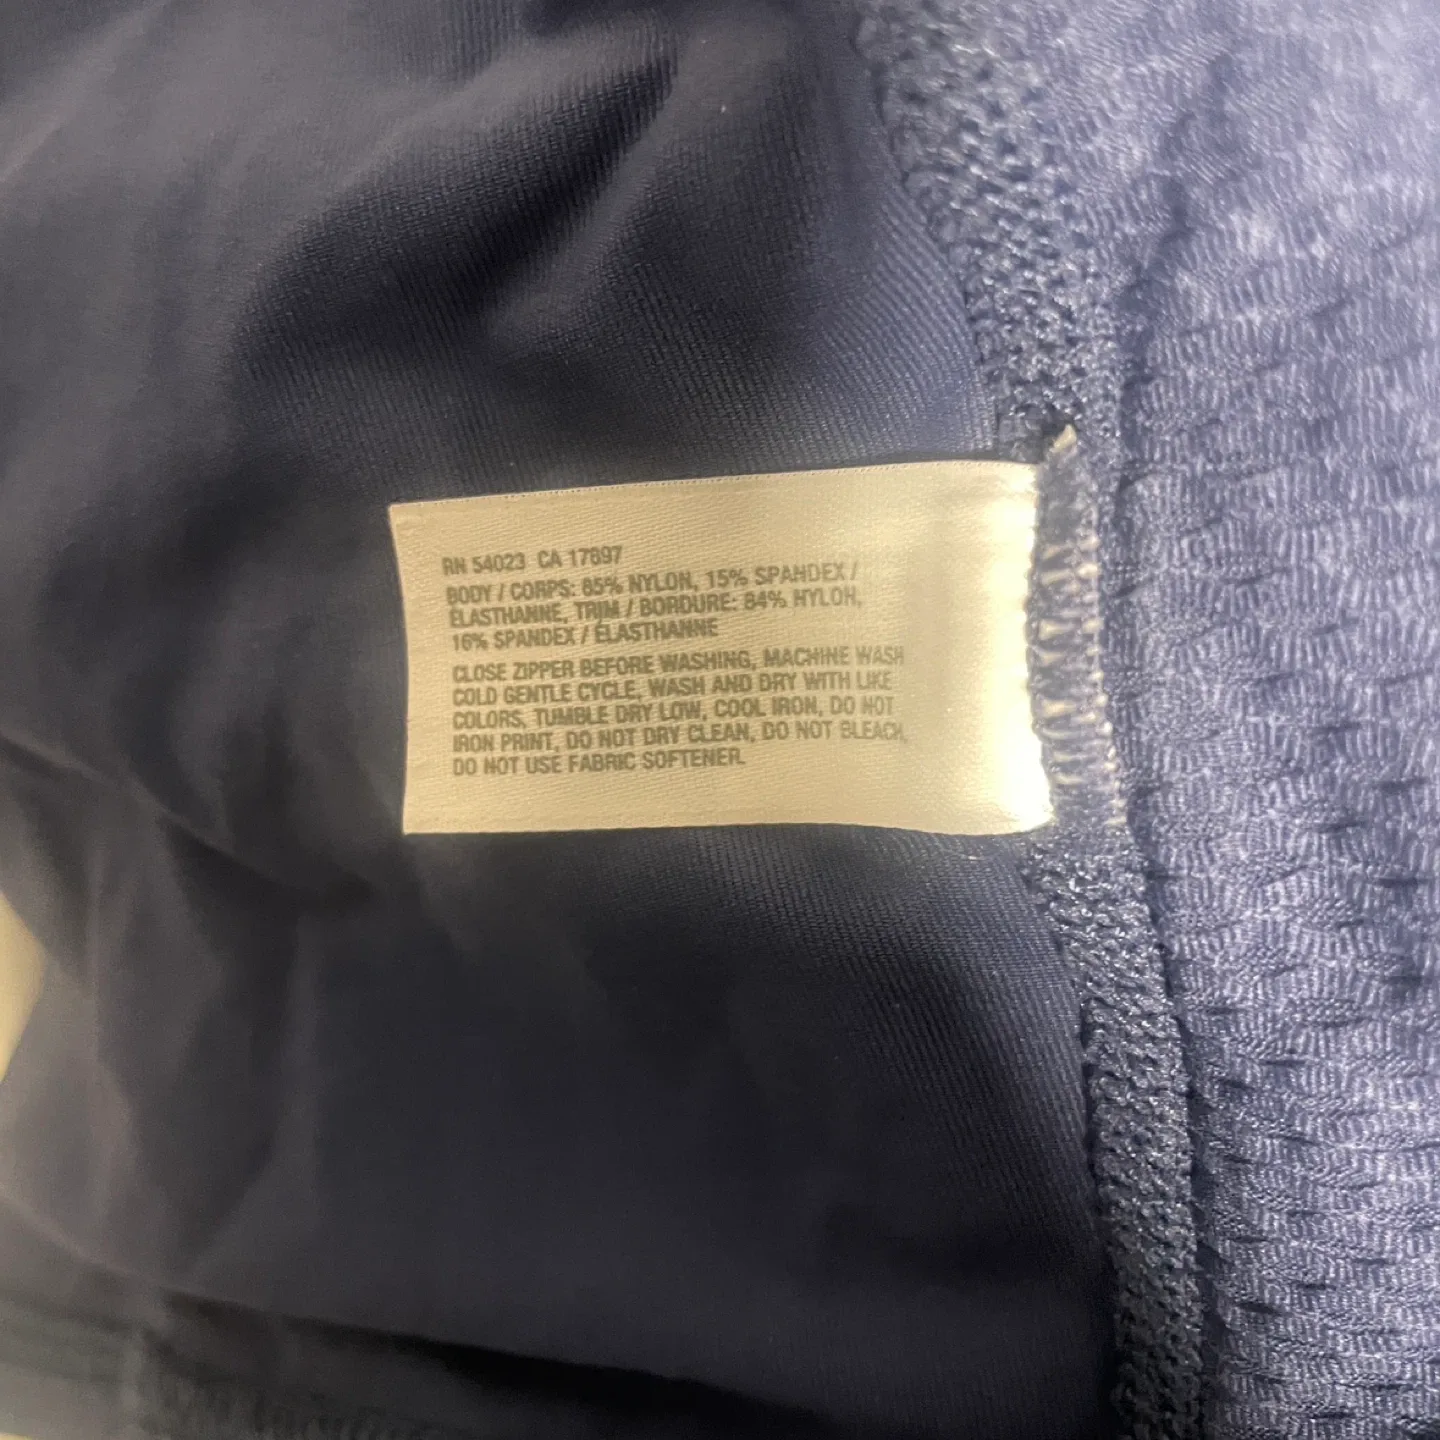 RN 54023 CA 17897
BODY / CORPS: 85% NYLON, 15% SPANDEX /
ÉLASTHANNE, TRIM / BORDURE: 84% NYLON,
16% SPANDEX / ÉLASTHANNE
CLOSE ZIPPER BEFORE WASHING, MACHINE WASH
COLD GENTLE CYCLE, WASH AND DRY WITH LIKE
COLORS, TUMBLE DRY LOW, COOL IRON, DO NOT
IRON PRINT, DO NOT DRY CLEAN, DO NOT BLEACH,
DO NOT USE FABRIC SOFTENER.